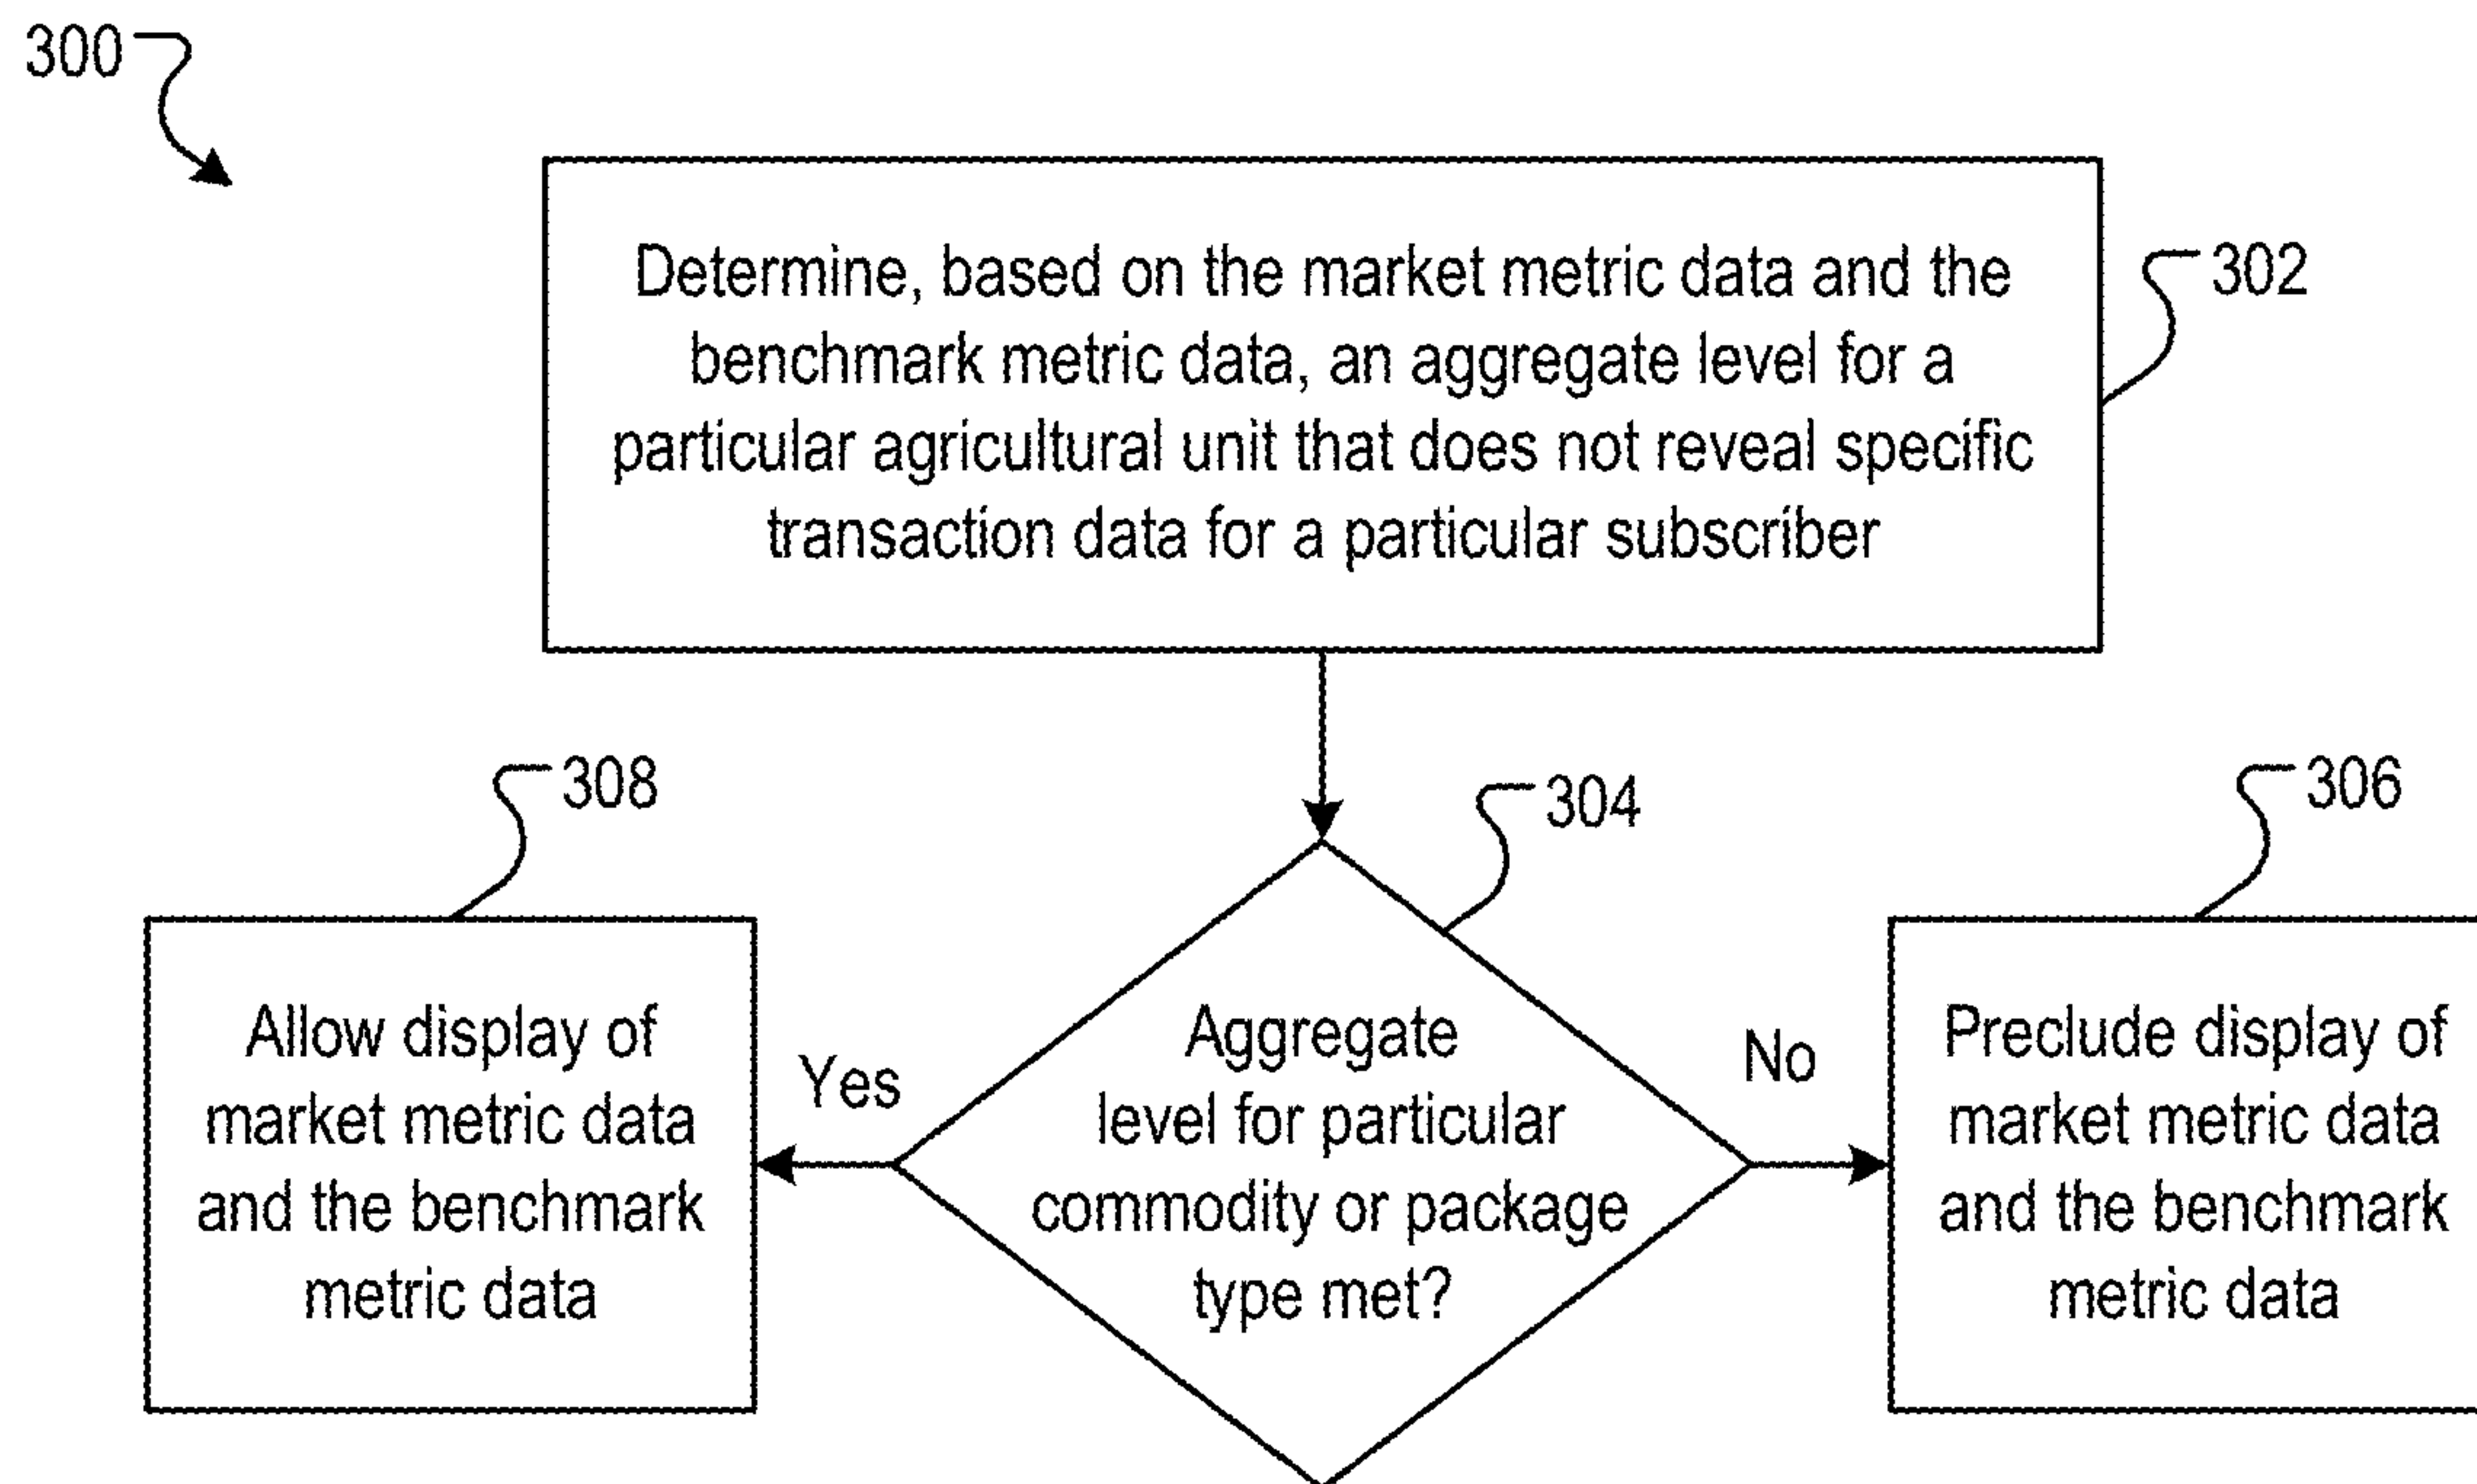 300
Determine, based on the market metric data and the
benchmark metric data, an aggregate level for a
particular agricultural unit that does not reveal specific
transaction data for a particular subscriber
302
308
304
306
Allow display of
market metric data
and the benchmark
metric data
Yes
Aggregate
level for particular
commodity or package
type met?
No
Preclude display of
market metric data
and the benchmark
metric data